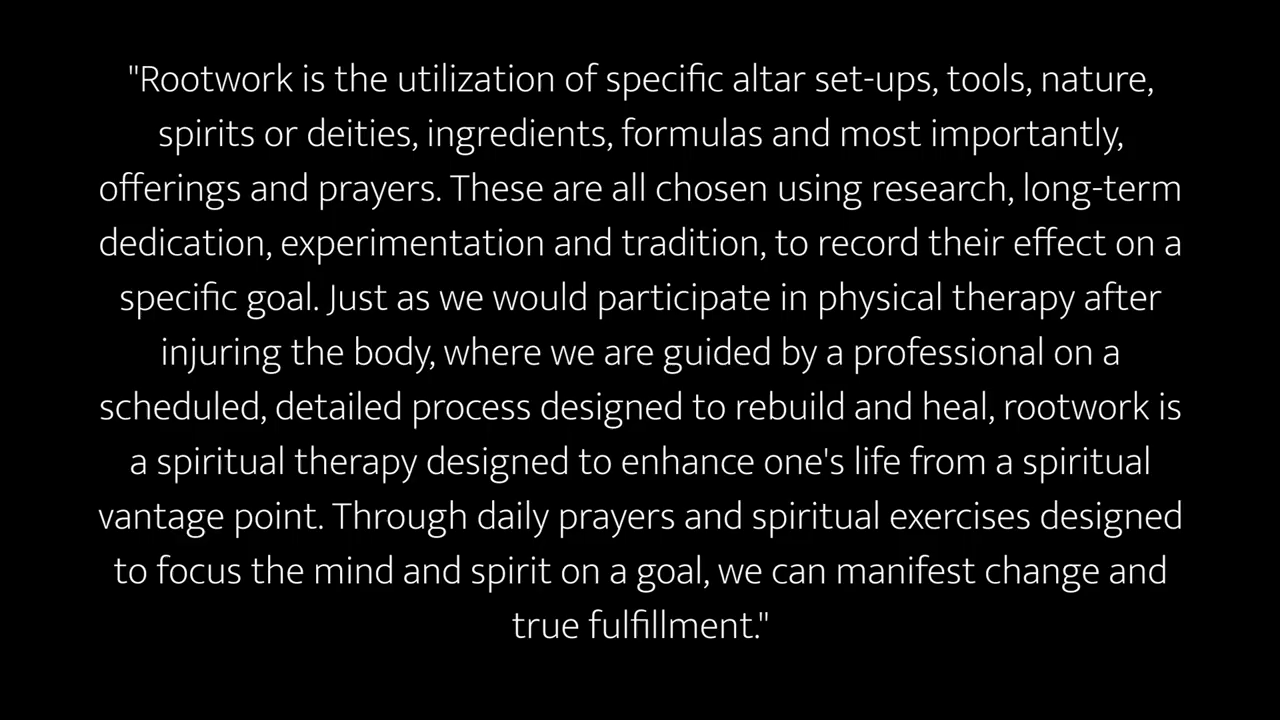 "Rootwork is the utilization of specific altar set-ups, tools, nature,
spirits or deities, ingredients, formulas and most importantly,
offerings and prayers. These are all chosen using research, long-term
dedication, experimentation and tradition, to record their effect on a
specific goal. Just as we would participate in physical therapy after
injuring the body, where we are guided by a professional on a
scheduled, detailed process designed to rebuild and heal, rootwork is
a spiritual therapy designed to enhance one's life from a spiritual
vantage point. Through daily prayers and spiritual exercises designed
to focus the mind and spirit on a goal, we can manifest change and
true fulfillment."